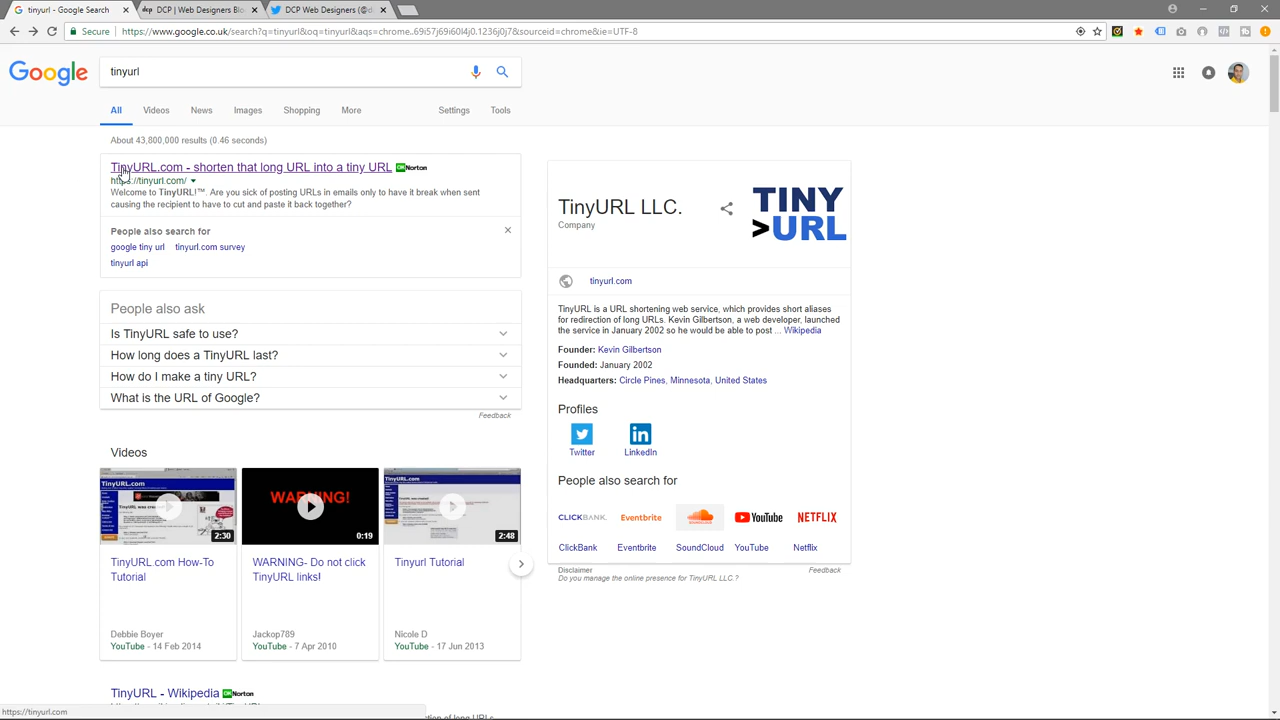 tinyurl - Google Search
DCP | Web Designers Blo
DCP Web Designers (@d
Secure
https://www.google.co.uk/search?q=tinyurl&oq=tinyurl&aqs=chrome..69i57j69i60l4j0.1236j0j7&sourceid=chrome&ie=UTF-8
Google
tinyurl
All
Videos
News
Images
Shopping
More
Settings
Tools
About 43,800,000 results (0.46 seconds)
TinyURL.com - shorten that long URL into a tiny URL
Norton
https://tinyurl.com/
Welcome to TinyURL!™ Are you sick of posting URLs in emails only to have it break when sent
causing the recipient to have to cut and paste it back together?
People also search for
google tiny url
tinyurl.com survey
tinyurl api
People also ask
Is TinyURL safe to use?
How long does a TinyURL last?
How do I make a tiny URL?
What is the URL of Google?
Feedback
Videos
TinyURL.com
2:30
WARNING!
0:19
TinyURL.com
2:48
TinyURL.com How-To
Tutorial
WARNING- Do not click
TinyURL links!
Tinyurl Tutorial
Debbie Boyer
YouTube - 14 Feb 2014
Jackop789
YouTube - 7 Apr 2010
Nicole D
YouTube - 17 Jun 2013
TinyURL - Wikipedia
Norton
https://tinyurl.com
TinyURL LLC.
Company
TINY
>URL
tinyurl.com
TinyURL is a URL shortening web service, which provides short aliases
for redirection of long URLs. Kevin Gilbertson, a web developer, launched
the service in January 2002 so he would be able to post ... Wikipedia
Founder: Kevin Gilbertson
Founded: January 2002
Headquarters: Circle Pines, Minnesota, United States
Profiles
Twitter
LinkedIn
People also search for
CLICKBANK
Eventbrite
SOUNDCLOUD
YouTube
NETFLIX
ClickBank
Eventbrite
SoundCloud
YouTube
Netflix
Disclaimer
Feedback
Do you manage the online presence for TinyURL LLC.?